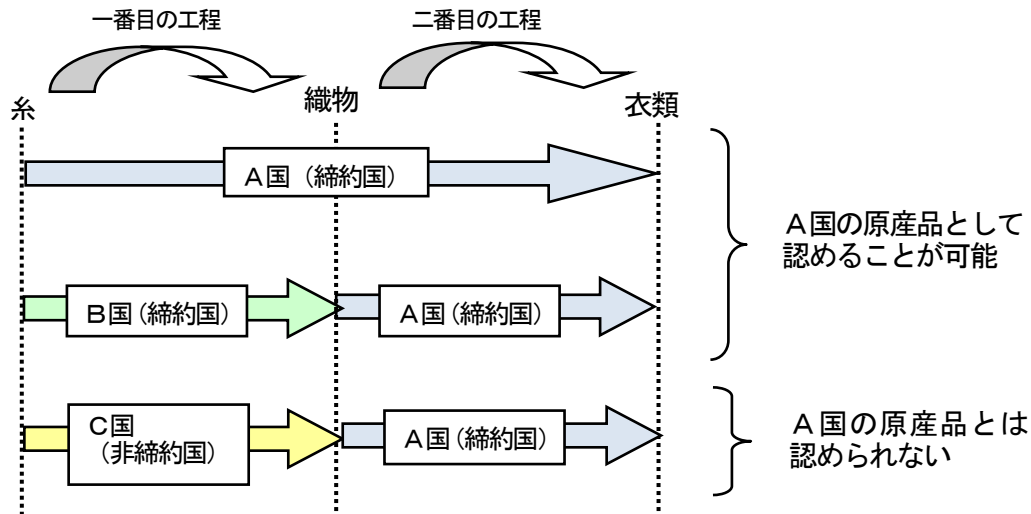 一番目の工程
二番目の工程
糸
織物
衣類
A国（締約国）
A国の原産品として
認めることが可能
B国（締約国）
A国（締約国）
C国
（非締約国）
A国（締約国）
A国の原産品とは
認められない